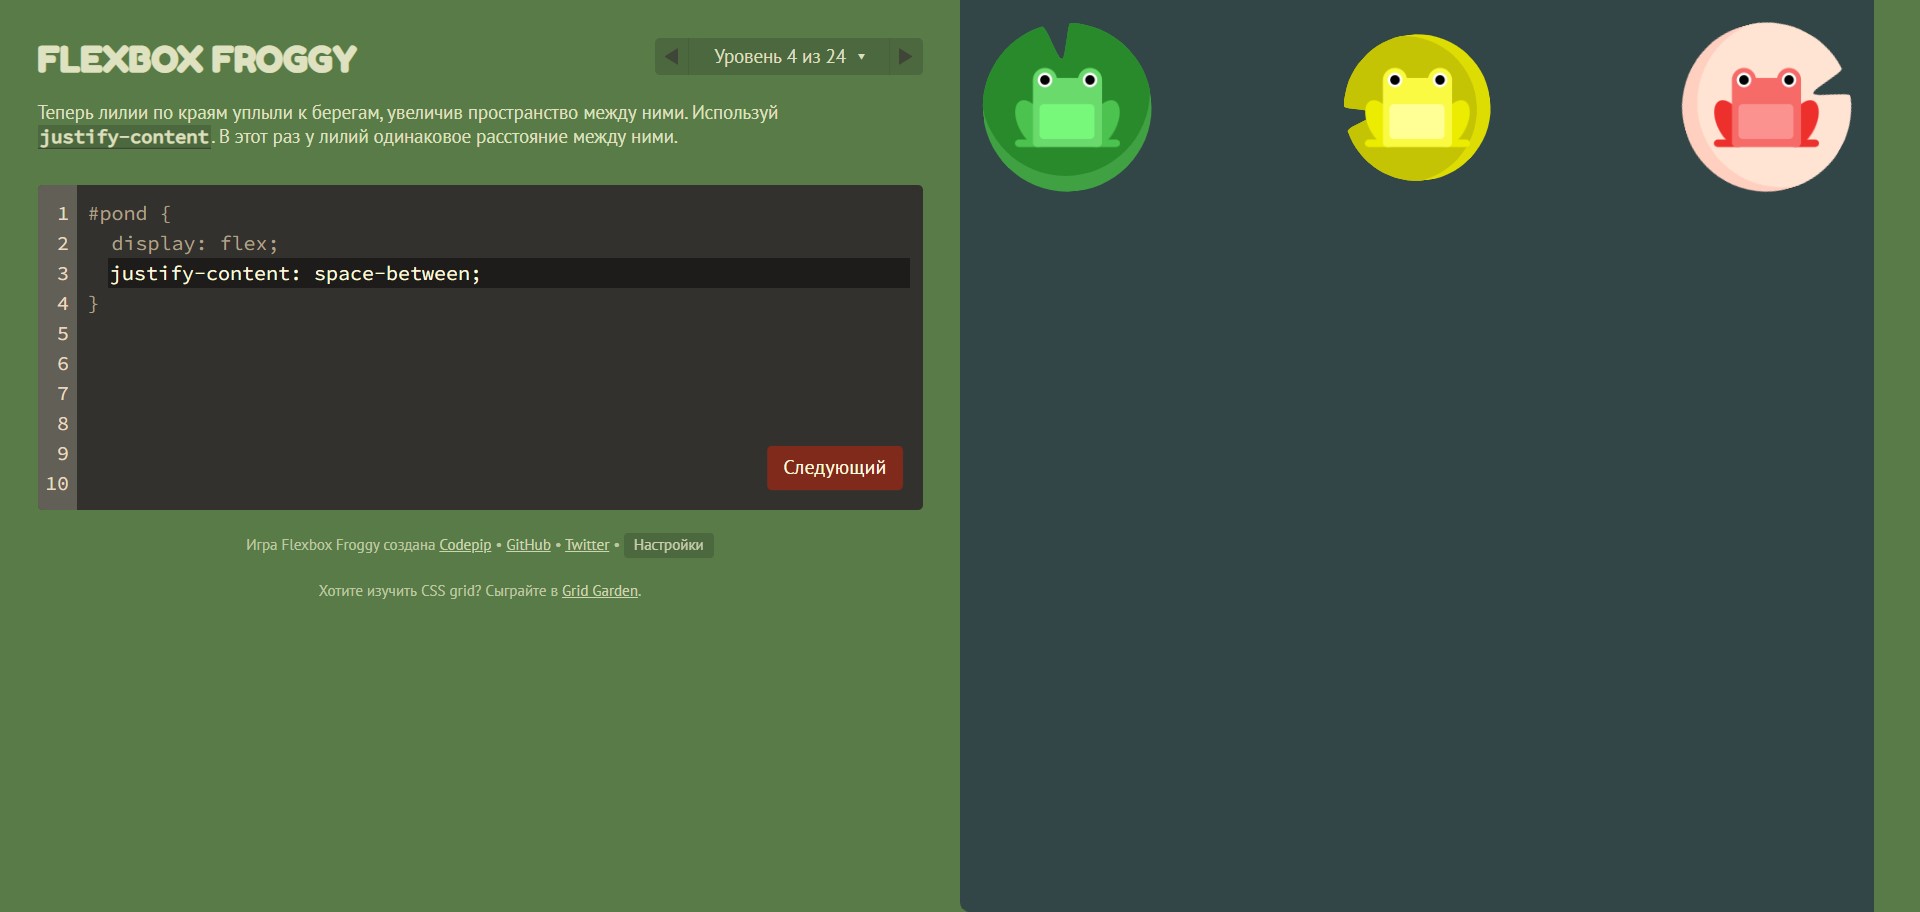 FLEXBOX FROGGY
Уровень 4 из 24
Теперь лилии по краям уплыли к берегам, увеличив пространство между ними. Используй
justify-content. В этот раз у лилий одинаковое расстояние между ними.
1 #pond {
2 display: flex;
3 justify-content: space-between;
4 }
5
6
7
8
9
10
Следующий
Игра Flexbox Froggy создана Codepip • GitHub • Twitter • Настройки
Хотите изучить CSS grid? Сыграйте в Grid Garden.